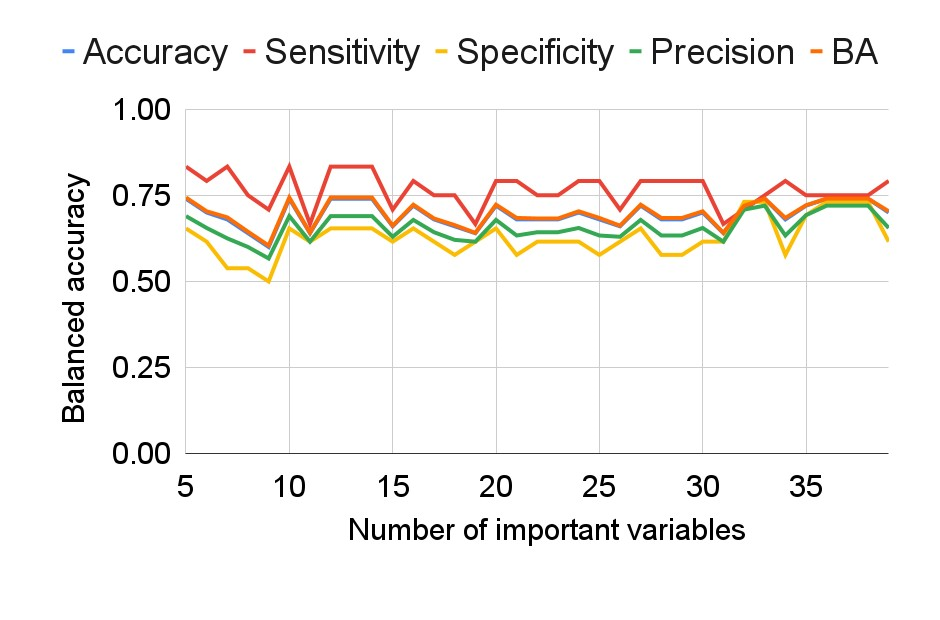 Accuracy Sensitivity Specificity Precision BA
1.00
0.75
0.50
0.25
0.00
Balanced accuracy
5 10 15 20 25 30 35
Number of important variables